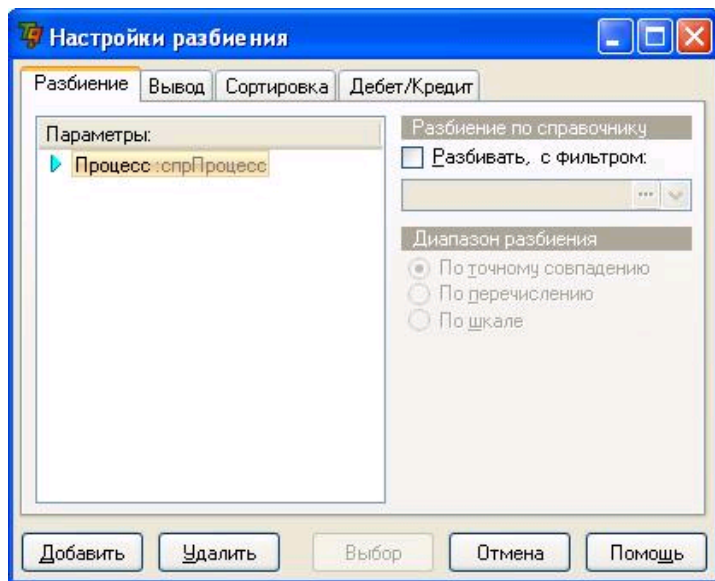 Настройки разбиения
Разбиение Вывод Сортировка Дебет/Кредит
Параметры:
Процесс :спрПроцесс
Разбиение по справочнику
Разбивать, с фильтром:
...
Диапазон разбиения
По точному совпадению
По перечислению
По шкале
Добавить Удалить Выбор Отмена Помощь